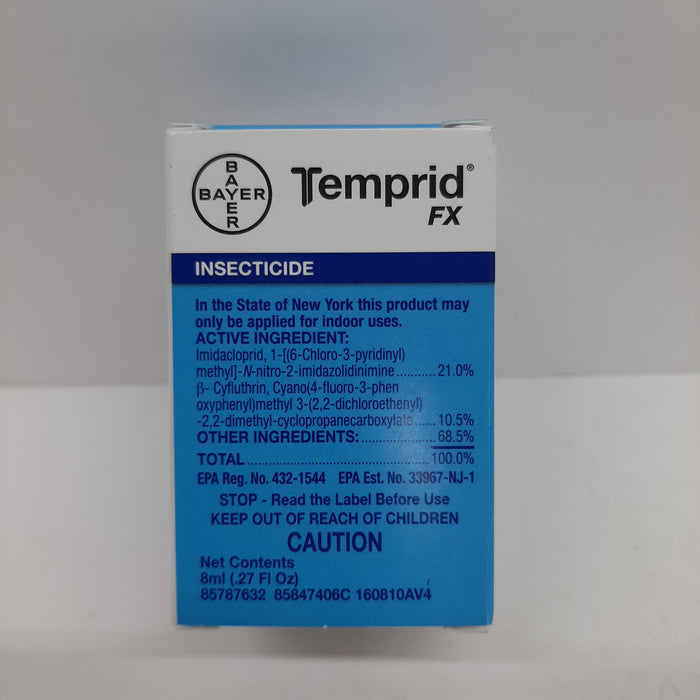 BAYER
BAYER
Temprid®
FX
INSECTICIDE
In the State of New York this product may
only be applied for indoor uses.
ACTIVE INGREDIENT:
Imidacloprid, 1-[(6-Chloro-3-pyridinyl)
methyl]-N-nitro-2-imidazolidinimine..........21.0%
β- Cyfluthrin, Cyano(4-fluoro-3-phen
oxyphenyl)methyl 3-(2,2-dichloroethenyl)
-2,2-dimethyl-cyclopropanecarboxylate......10.5%
OTHER INGREDIENTS:....................68.5%
TOTAL..........................................100.0%
EPA Reg. No. 432-1544 EPA Est. No. 33967-NJ-1
STOP - Read the Label Before Use
KEEP OUT OF REACH OF CHILDREN
CAUTION
Net Contents
8ml (.27 Fl Oz)
85787632 85847406C 160810AV4